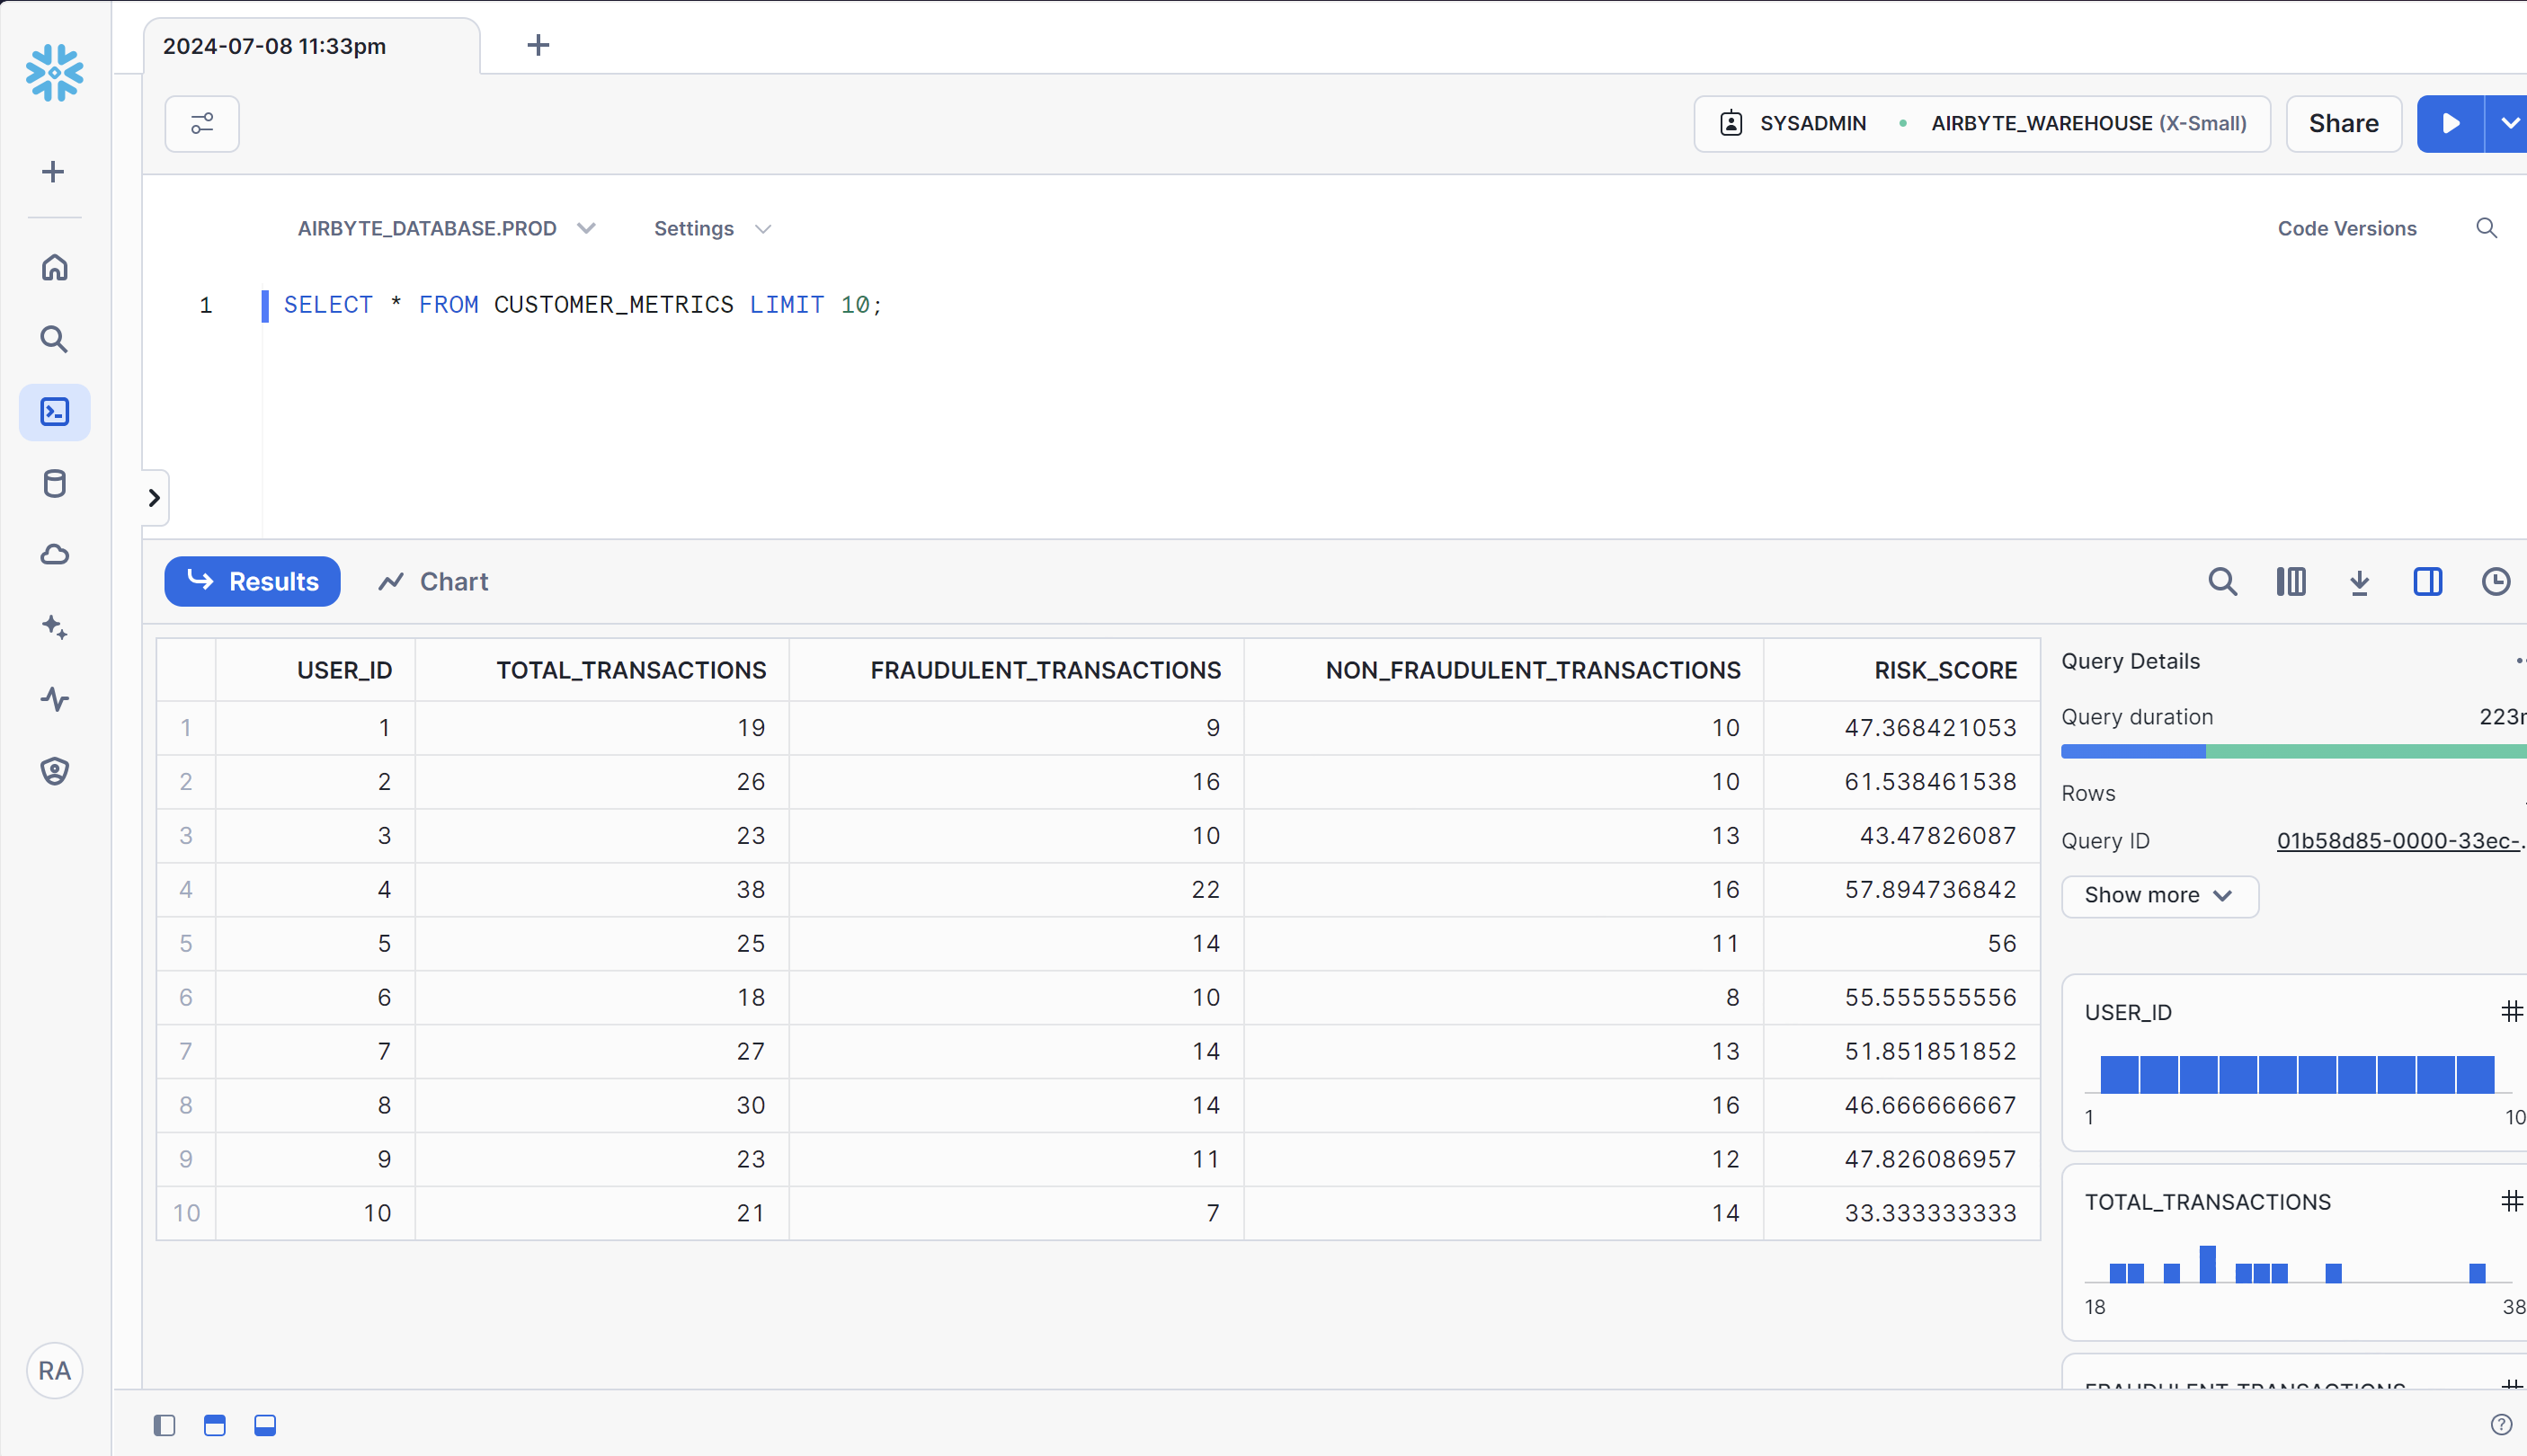 2024-07-08 11:33pm
SYSADMIN AIRBYTE_WAREHOUSE (X-Small) Share
AIRBYTE_DATABASE.PROD Settings Code Versions
1 SELECT * FROM CUSTOMER_METRICS LIMIT 10;
Results Chart
USER_ID TOTAL_TRANSACTIONS FRAUDULENT_TRANSACTIONS NON_FRAUDULENT_TRANSACTIONS RISK_SCORE
1 1 19 9 10 47.368421053
2 2 26 16 10 61.538461538
3 3 23 10 13 43.47826087
4 4 38 22 16 57.894736842
5 5 25 14 11 56
6 6 18 10 8 55.555555556
7 7 27 14 13 51.851851852
8 8 30 14 16 46.666666667
9 9 23 11 12 47.826086957
10 10 21 7 14 33.333333333
Query Details
Query duration
Rows
Query ID 01b58d85-0000-33ec-..
Show more
USER_ID
1 10
TOTAL_TRANSACTIONS
18 38
FRAUDULENT_TRANSACTIONS
RA